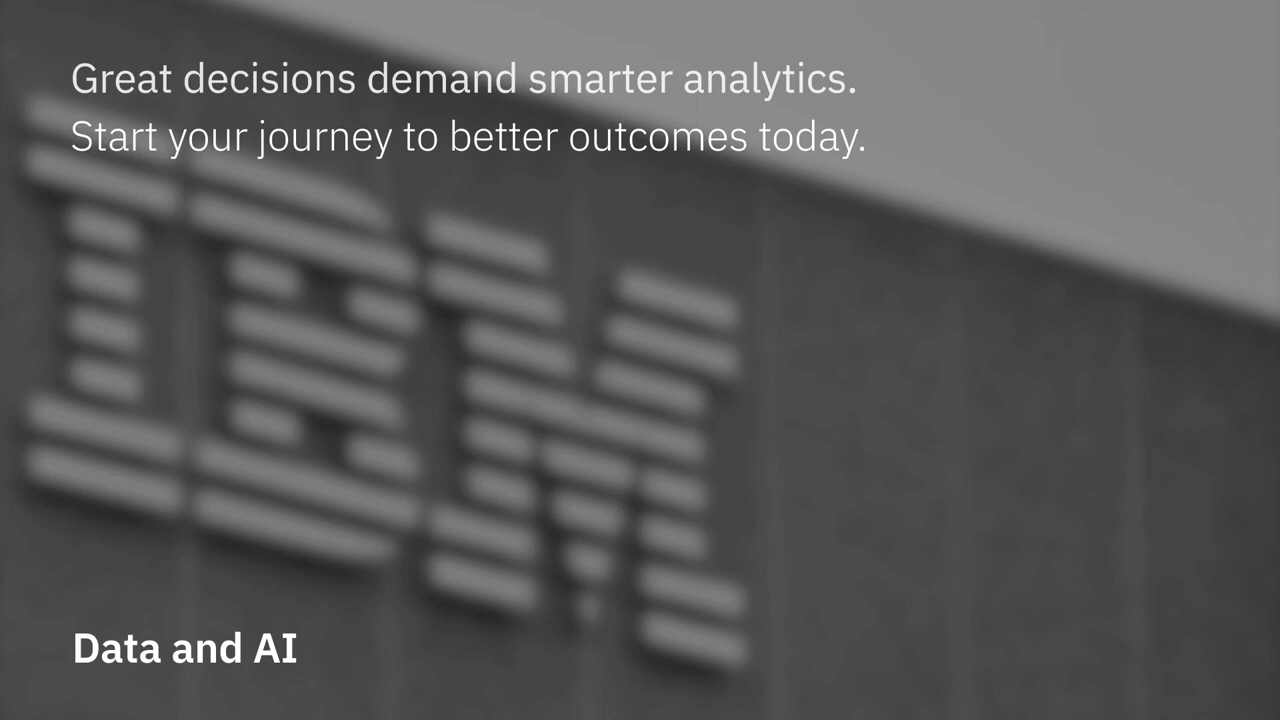 Great decisions demand smarter analytics.
Start your journey to better outcomes today.
IBM
Data and AI